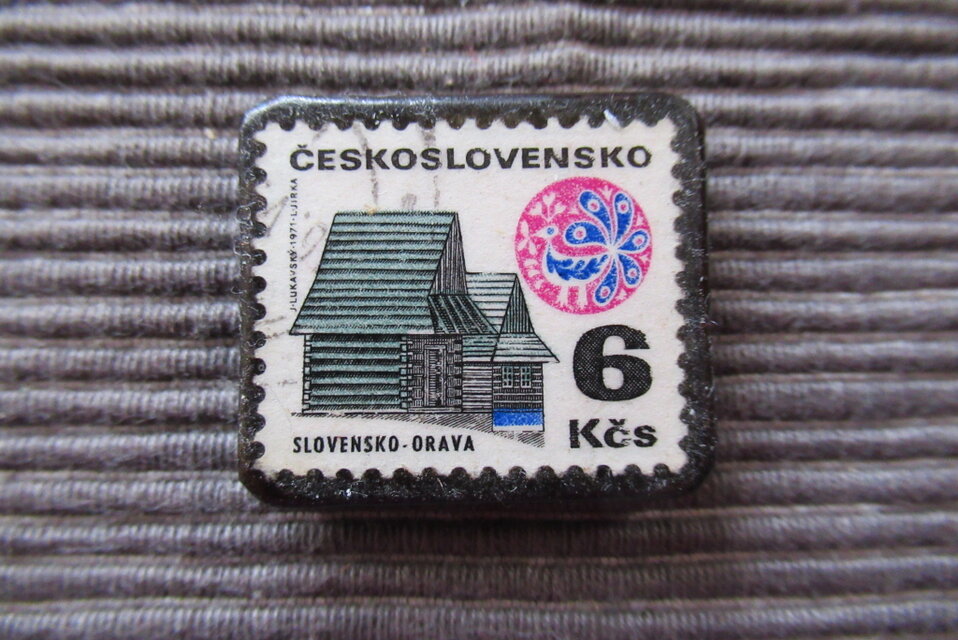 ČESKOSLOVENSKO
J·LUKAVSKÝ·1971·L·JIRKA
6
Kčs
SLOVENSKO-ORAVA